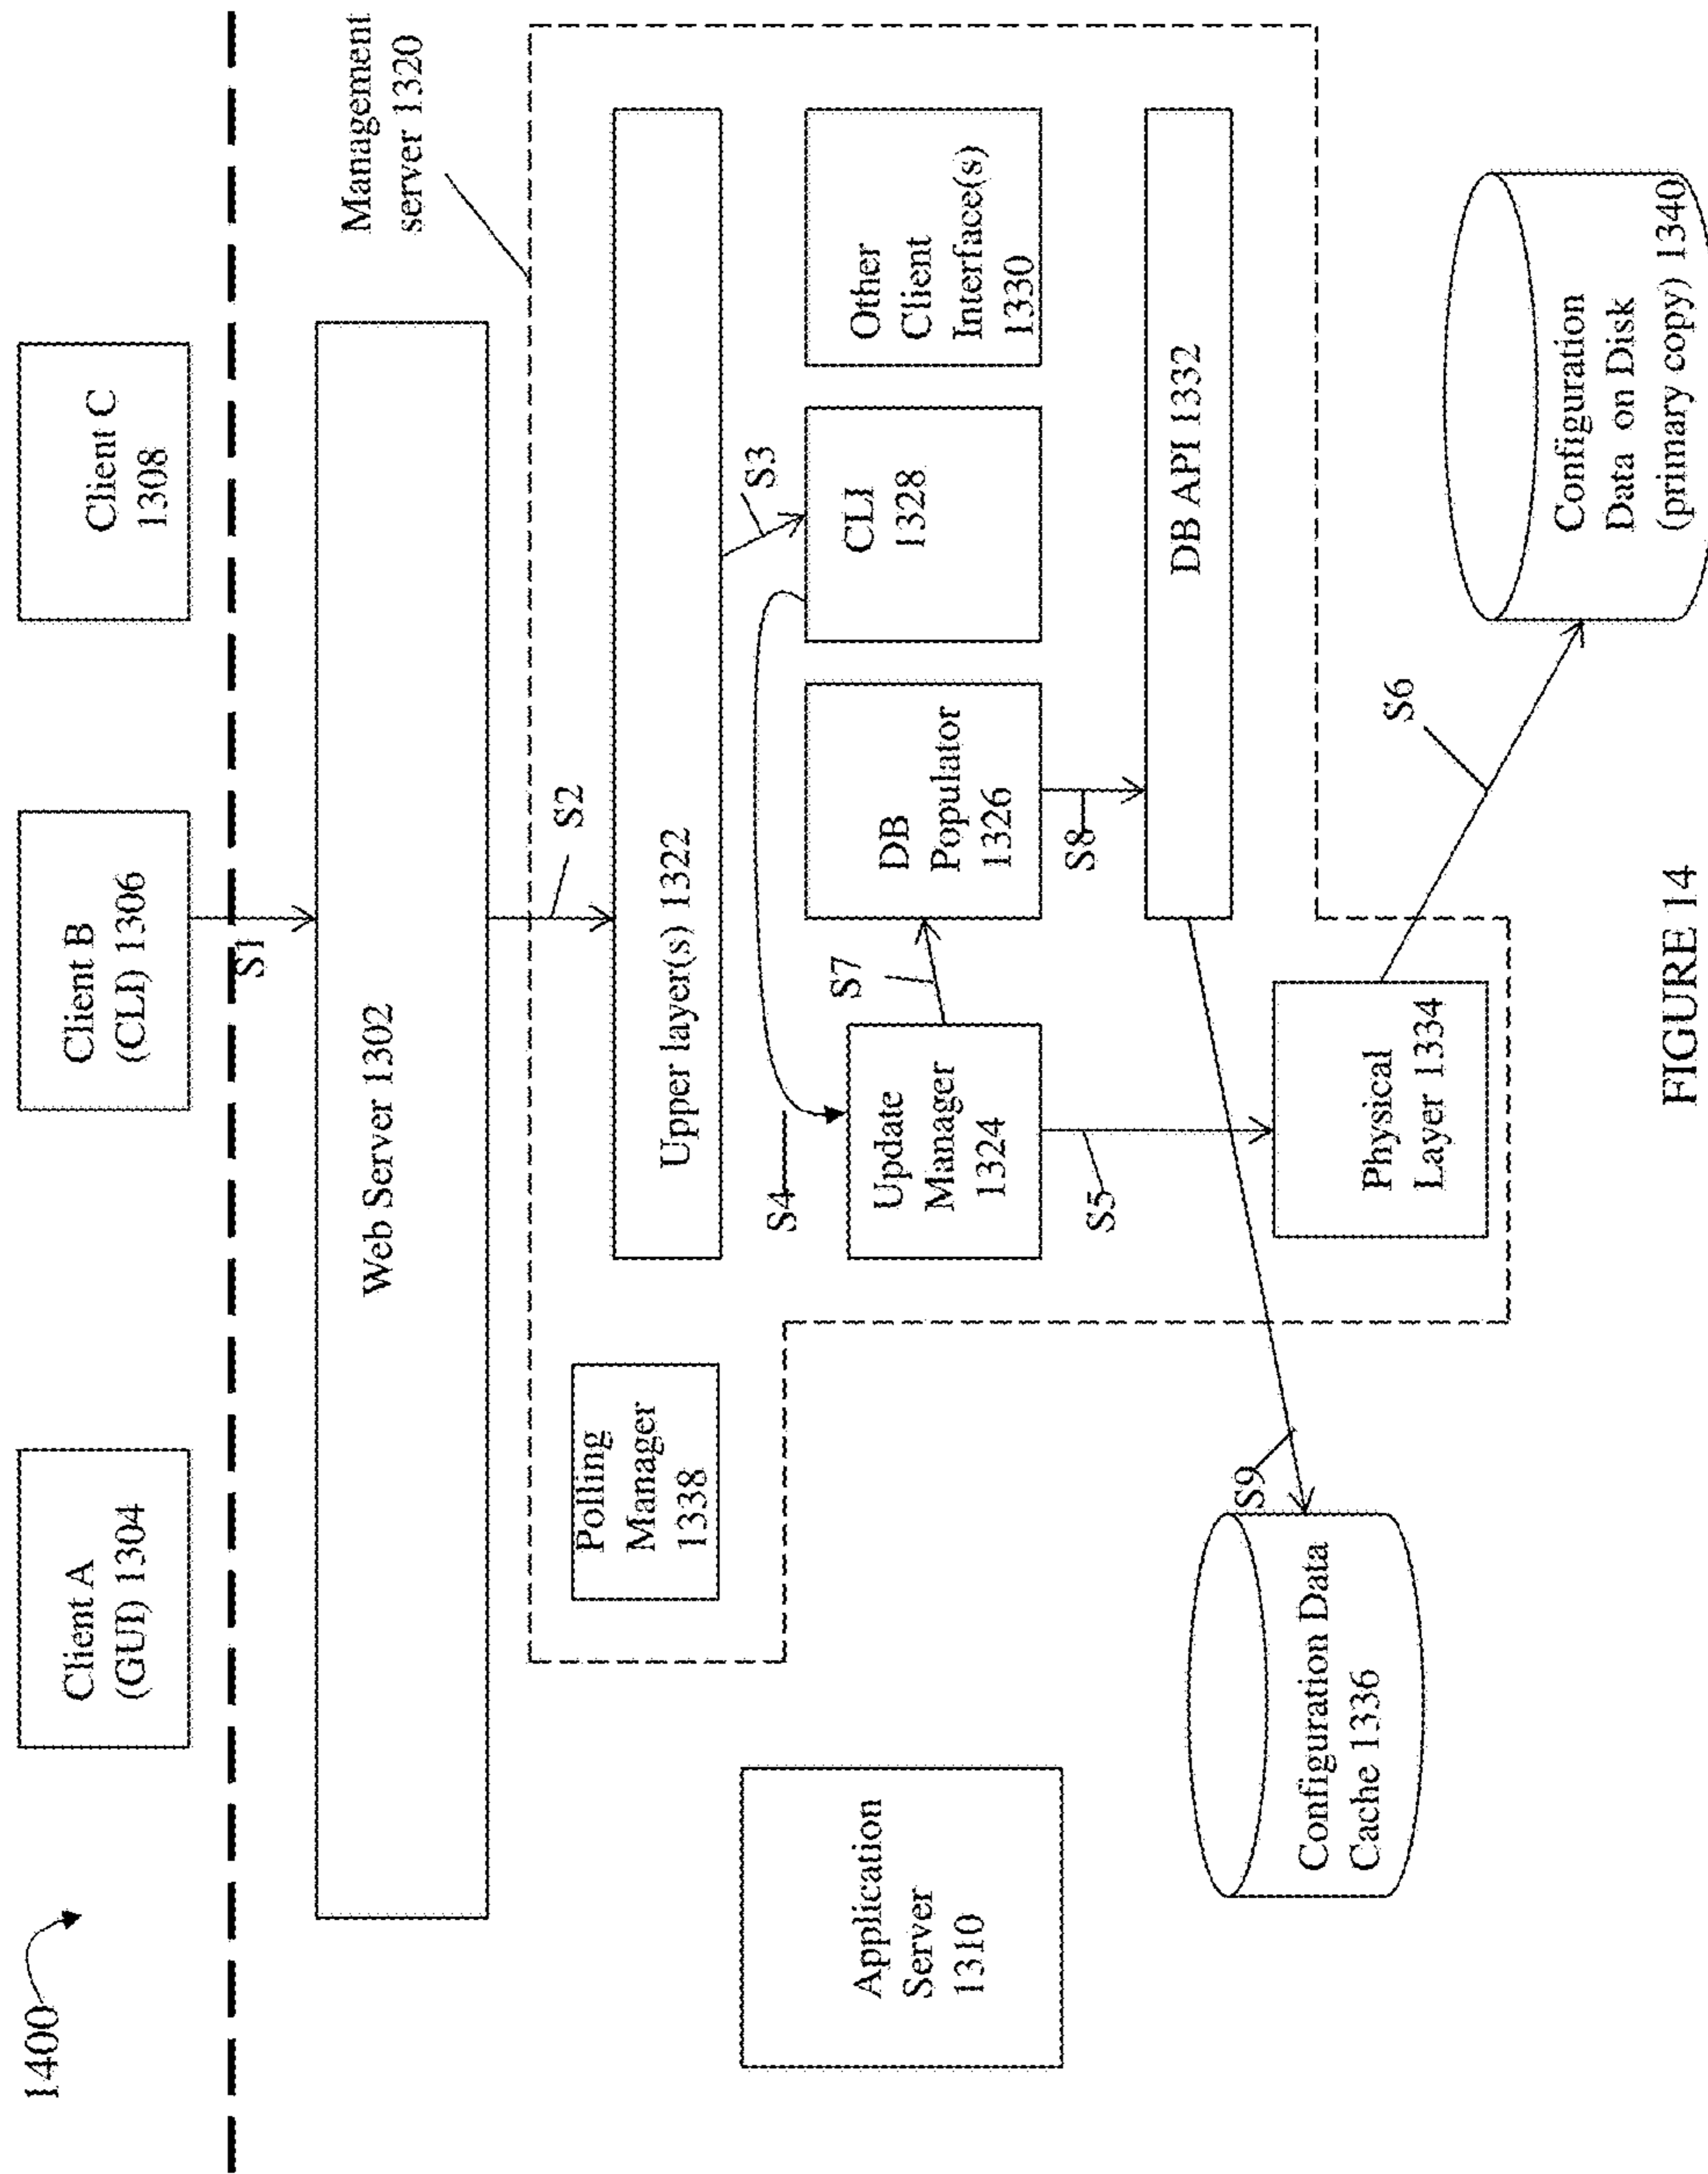 1400
Client A
(GUI) 1304
Client B
(CLI) 1306
Client C
1308
S1
Web Server 1302
Management
server 1320
S2
Polling
Manager
1338
Upper layer(s) 1322
S3
S4
Application
Server
1310
Update
Manager
1324
S7
DB
Populator
1326
CLI
1328
Other
Client
Interface(s)
1330
S5
S8
DB API 1332
S9
Configuration Data
Cache 1336
Physical
Layer 1334
S6
Configuration
Data on Disk
(primary copy) 1340
FIGURE 14